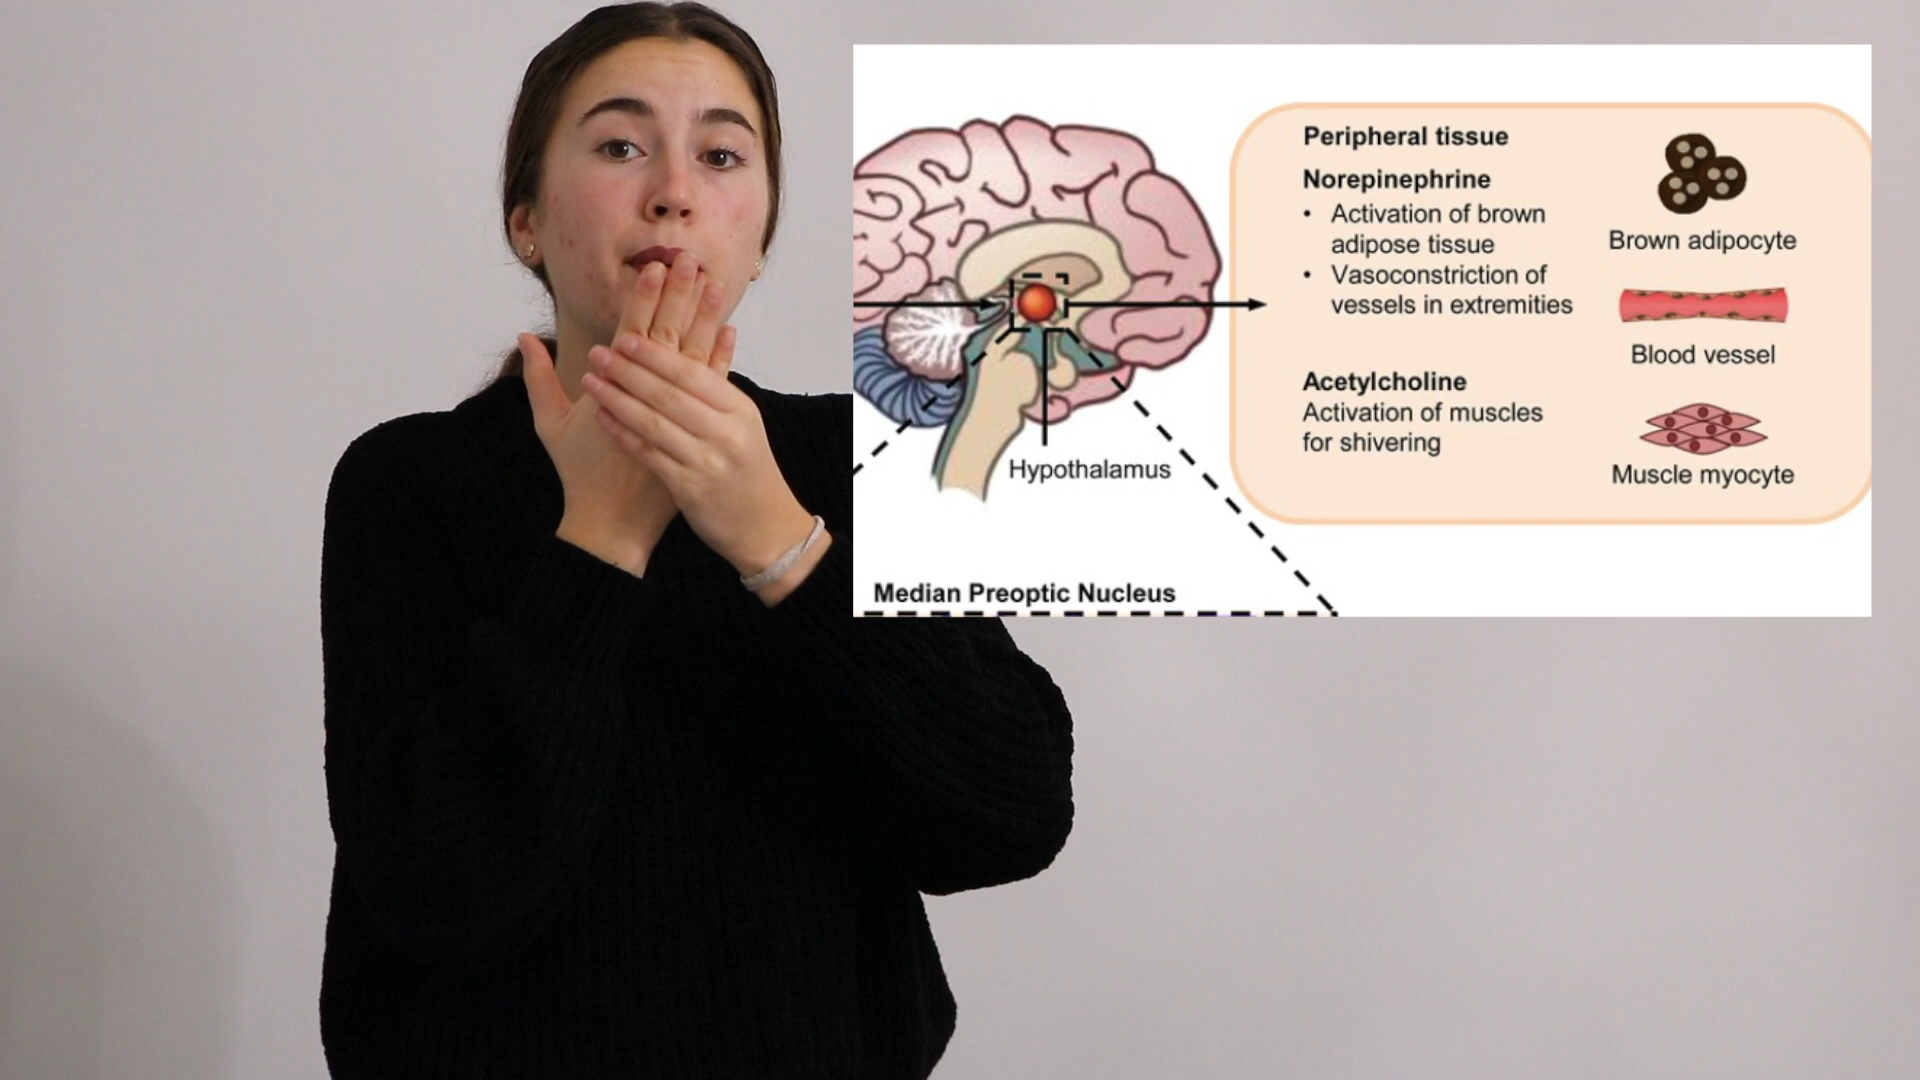 Peripheral tissue
Norepinephrine
• Activation of brown
adipose tissue
• Vasoconstriction of
vessels in extremities
Acetylcholine
Activation of muscles
for shivering
Brown adipocyte
Blood vessel
Muscle myocyte
Hypothalamus
Median Preoptic Nucleus